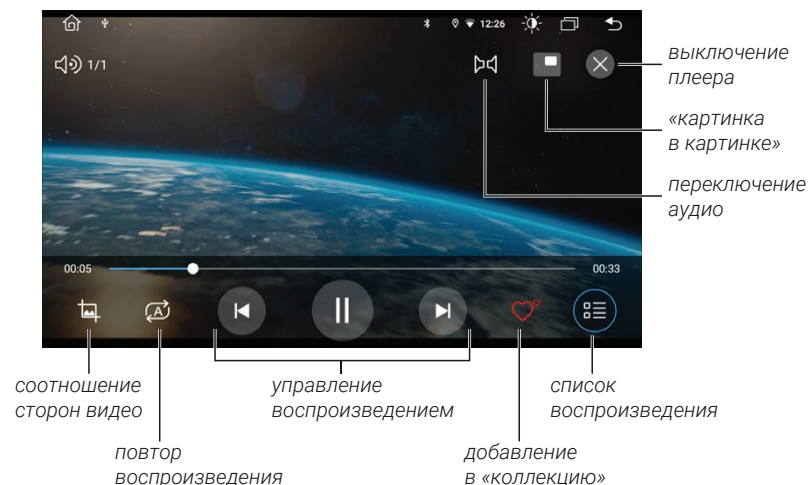 12:26
1/1
выключение
плеера
«картинка
в картинке»
переключение
аудио
00:05
00:33
A
соотношение
сторон видео
управление
воспроизведением
список
воспроизведения
повтор
воспроизведения
добавление
в «коллекцию»